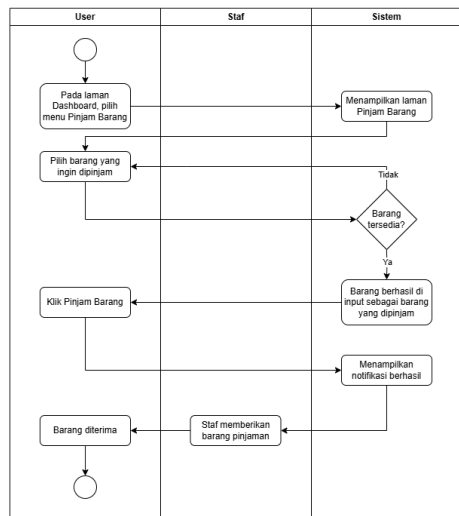 User
Staf
Sistem
Pada laman
Dashboard, pilih
menu Pinjam Barang
Menampilkan laman
Pinjam Barang
Pilih barang yang
ingin dipinjam
Tidak
Barang
tersedia?
Ya
Barang berhasil di
input sebagai barang
yang dipinjam
Klik Pinjam Barang
Menampilkan
notifikasi berhasil
Staf memberikan
barang pinjaman
Barang diterima